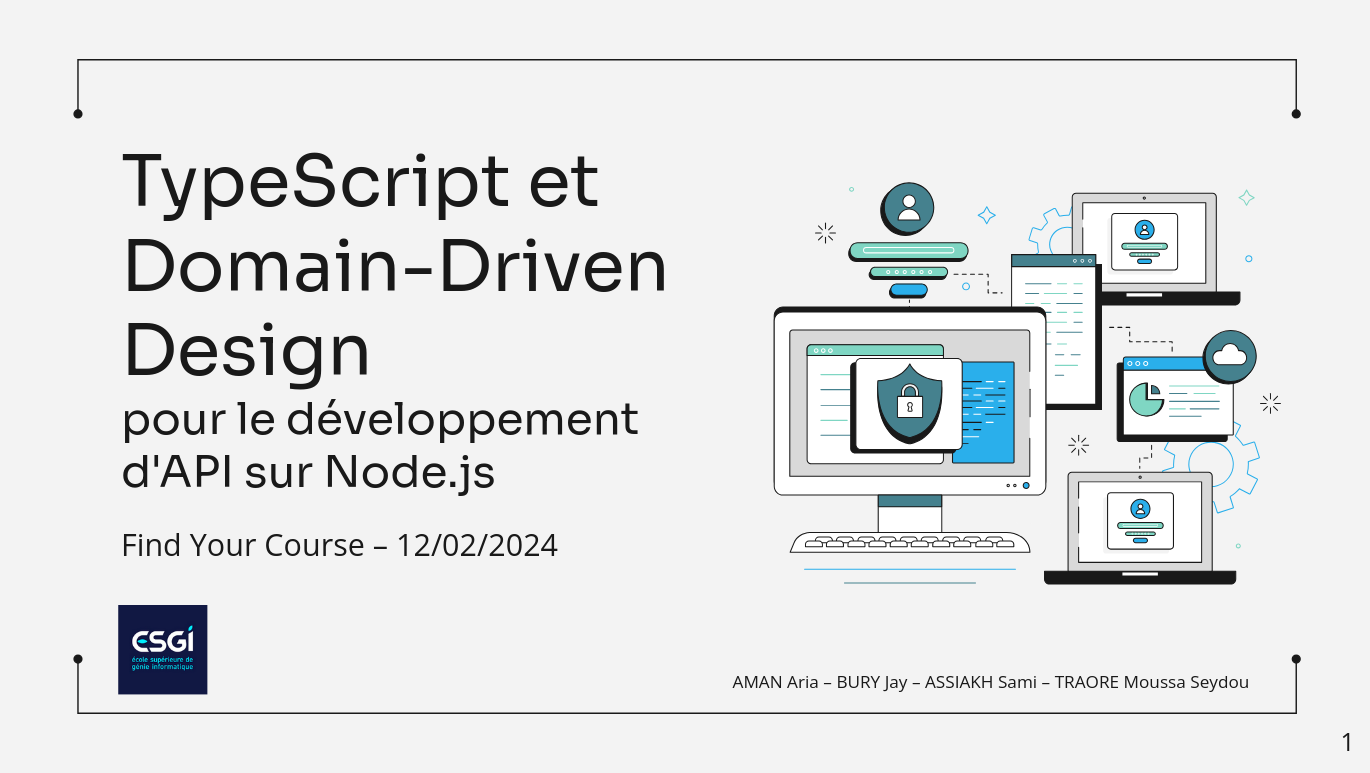 TypeScript et
Domain-Driven
Design
pour le développement
d'API sur Node.js
Find Your Course – 12/02/2024
ESGI
école supérieure de
génie informatique
AMAN Aria – BURY Jay – ASSIAKH Sami – TRAORE Moussa Seydou
1